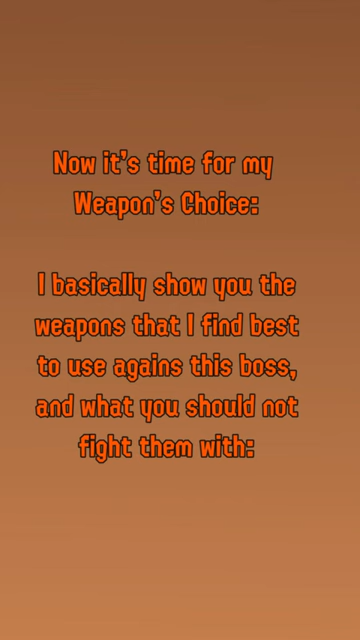 Now it's time for my
Weapon's Choice:
I basically show you the
weapons that I find best
to use agains this boss,
and what you should not
fight them with: